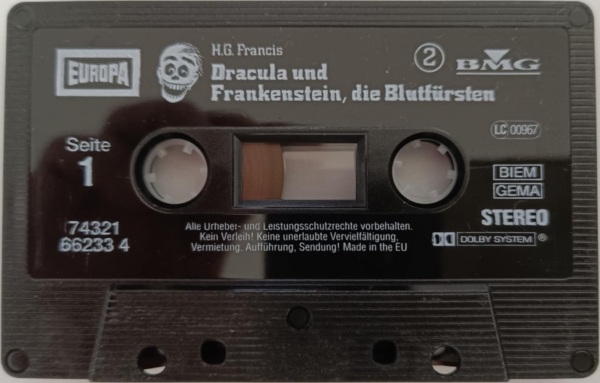 EUROPA
H.G. Francis
Dracula und
Frankenstein, die Blutfürsten
2
BMG
LC 00967
Seite
1
BIEM
GEMA
74321
66233 4
STEREO
DOLBY SYSTEM ®
Alle Urheber- und Leistungsschutzrechte vorbehalten.
Kein Verleih! Keine unerlaubte Vervielfältigung,
Vermietung, Aufführung, Sendung! Made in the EU